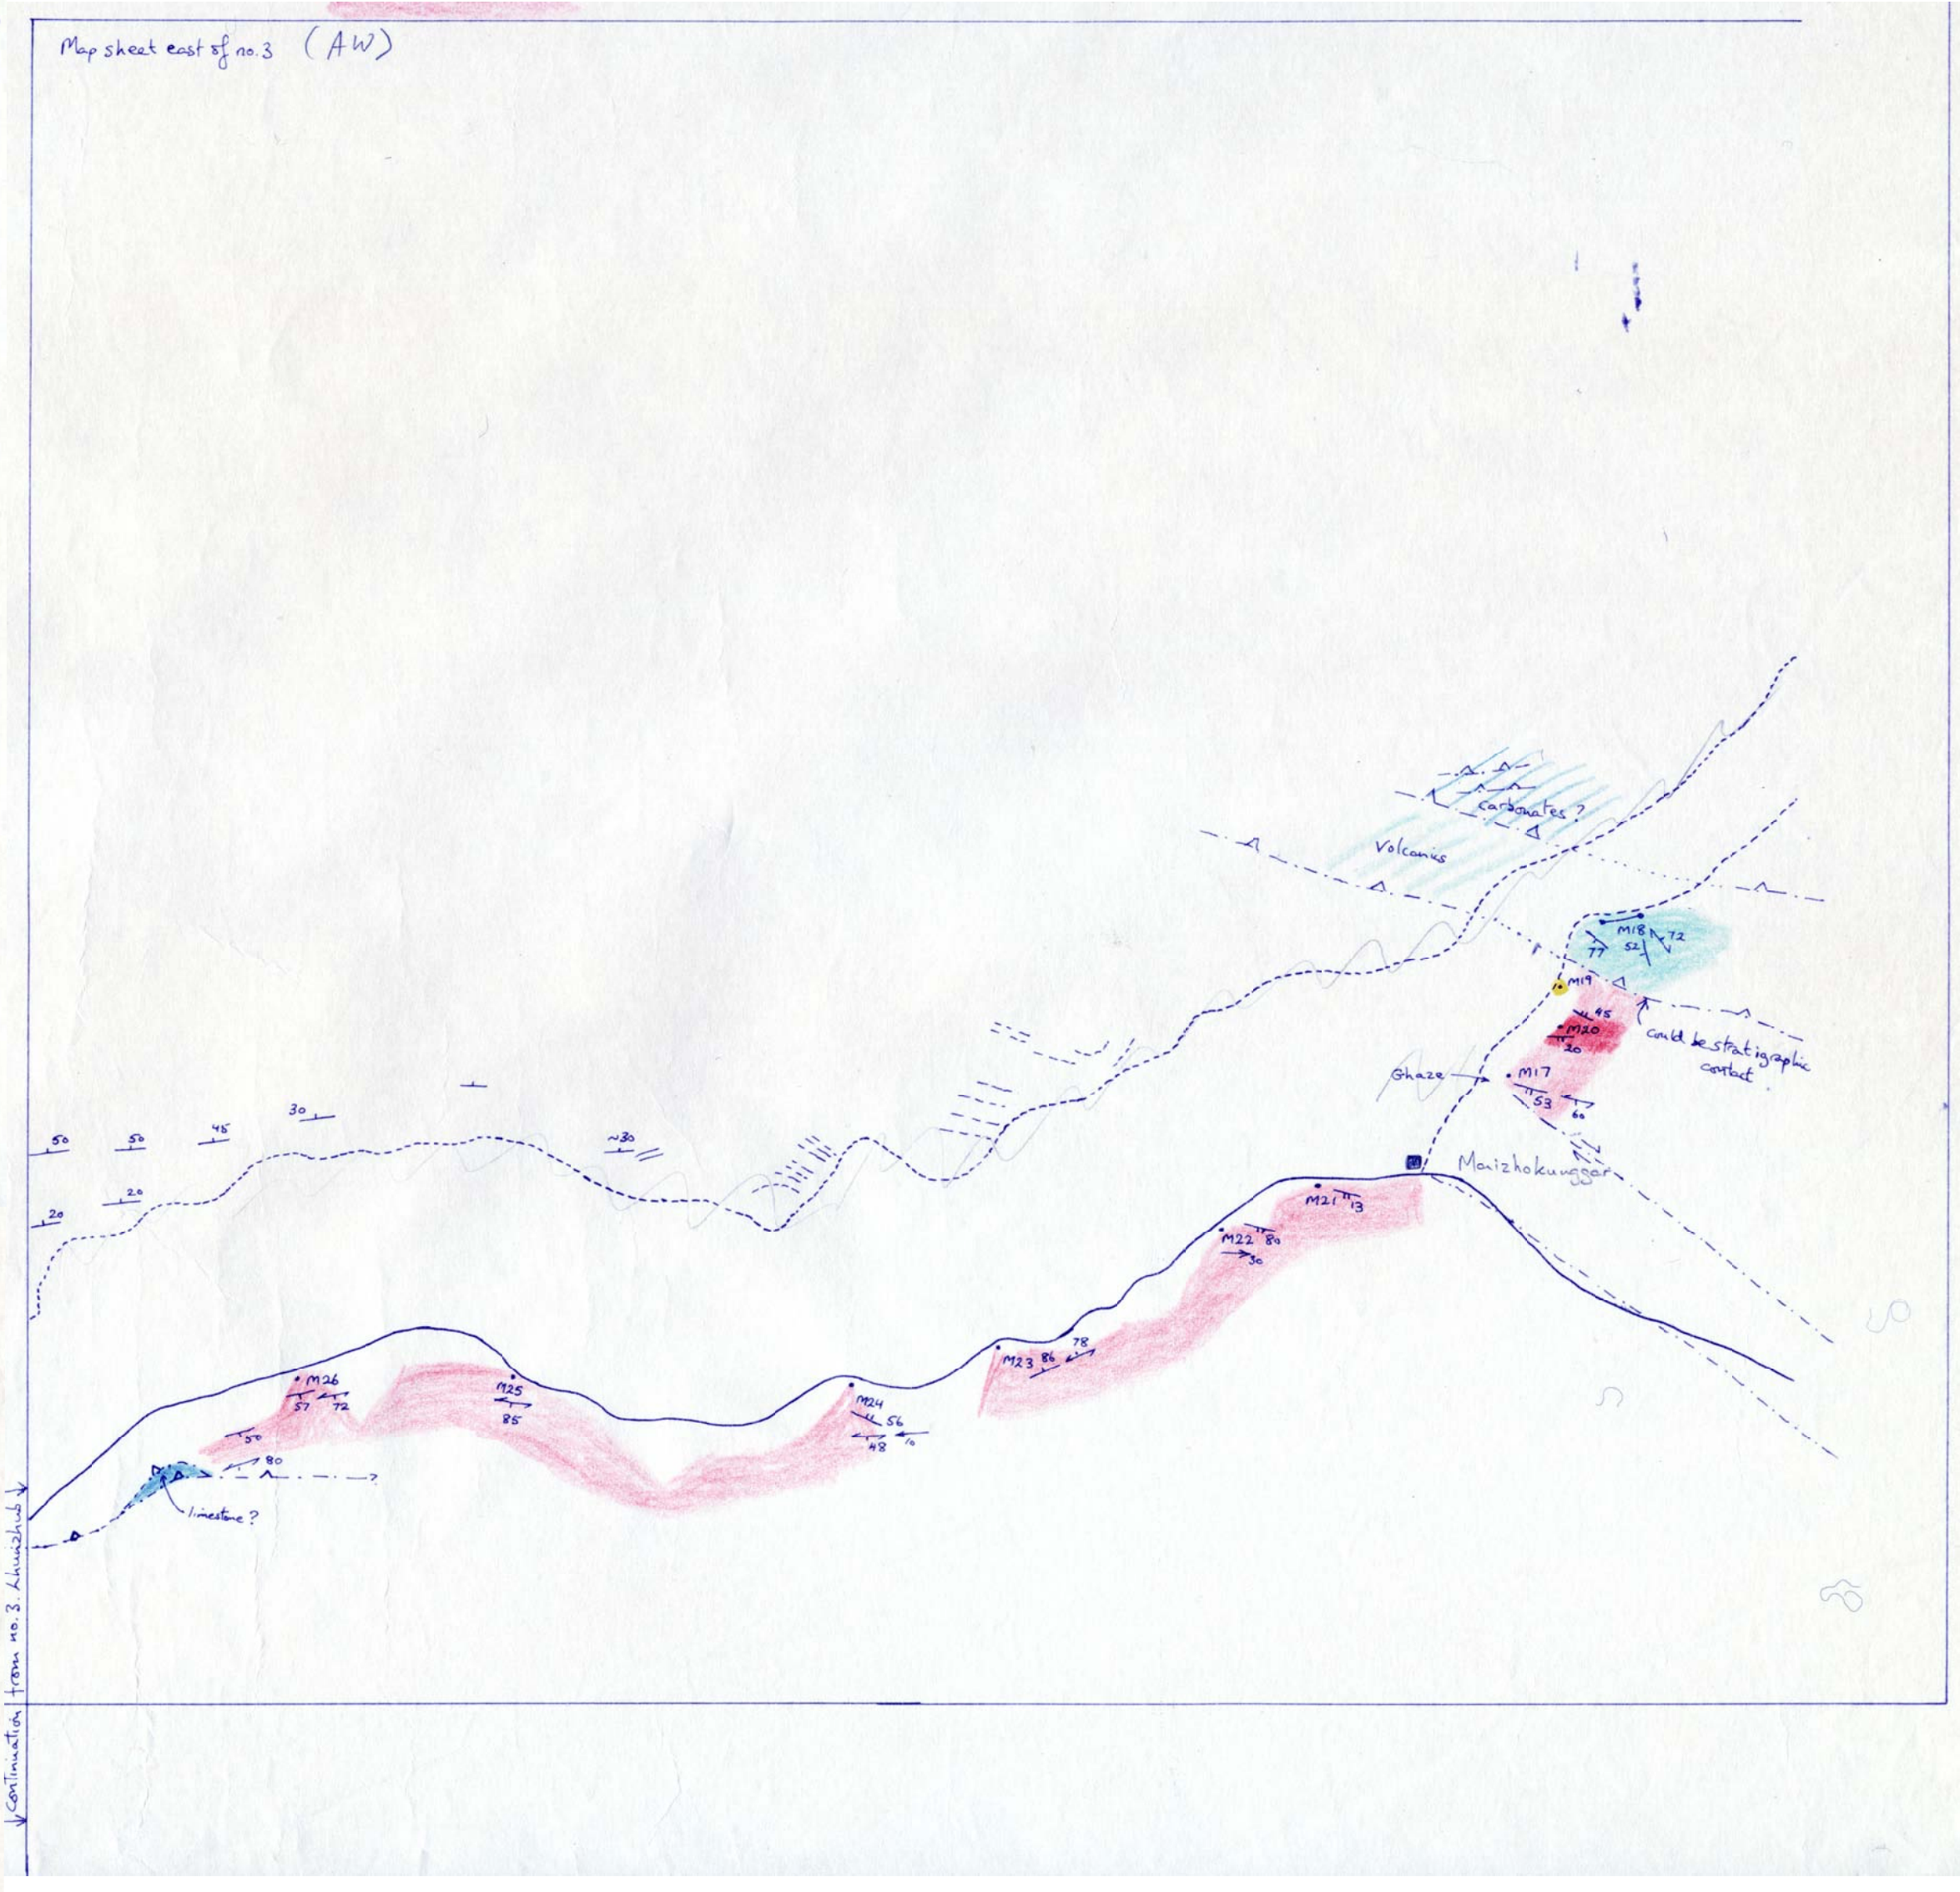 Map sheet east of no.3 (AW)
carbonates?
Volcanics
M18
72
77
52
M19
45
M20
20
could be stratigraphic
contact.
Ghaze
M17
53
60
30
50
50
45
~30
20
20
Maizhokunggar
M21
13
M22
80
30
78
M23
86
M26
57
72
M25
85
M24
56
48
10
50
80
?
limestone?
continuation from no.3. Lhunzhub